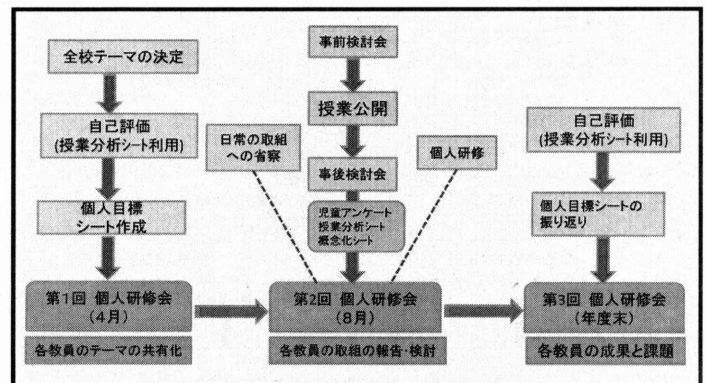 全校テーマの決定
自己評価
(授業分析シート利用)
個人目標
シート作成
第1回 個人研修会
(4月)
各教員のテーマの共有化
事前検討会
授業公開
事後検討会
児童アンケート
授業分析シート
概念化シート
日常の取組
への省察
個人研修
第2回 個人研修会
(8月)
各教員の取組の報告・検討
自己評価
(授業分析シート利用)
個人目標シートの
振り返り
第3回 個人研修会
(年度末)
各教員の成果と課題